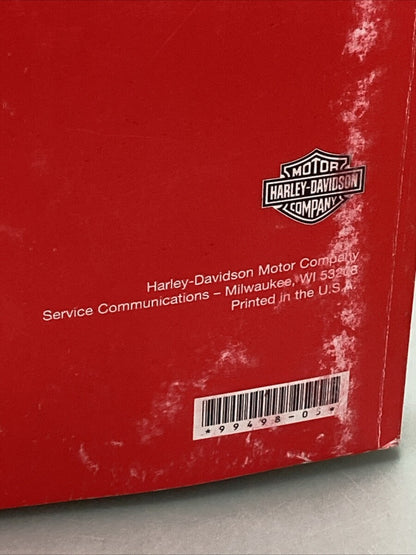 MOTOR
HARLEY-DAVIDSON
COMPANY
Harley-Davidson Motor Company
Service Communications – Milwaukee, WI 53208
Printed in the U.S.A.